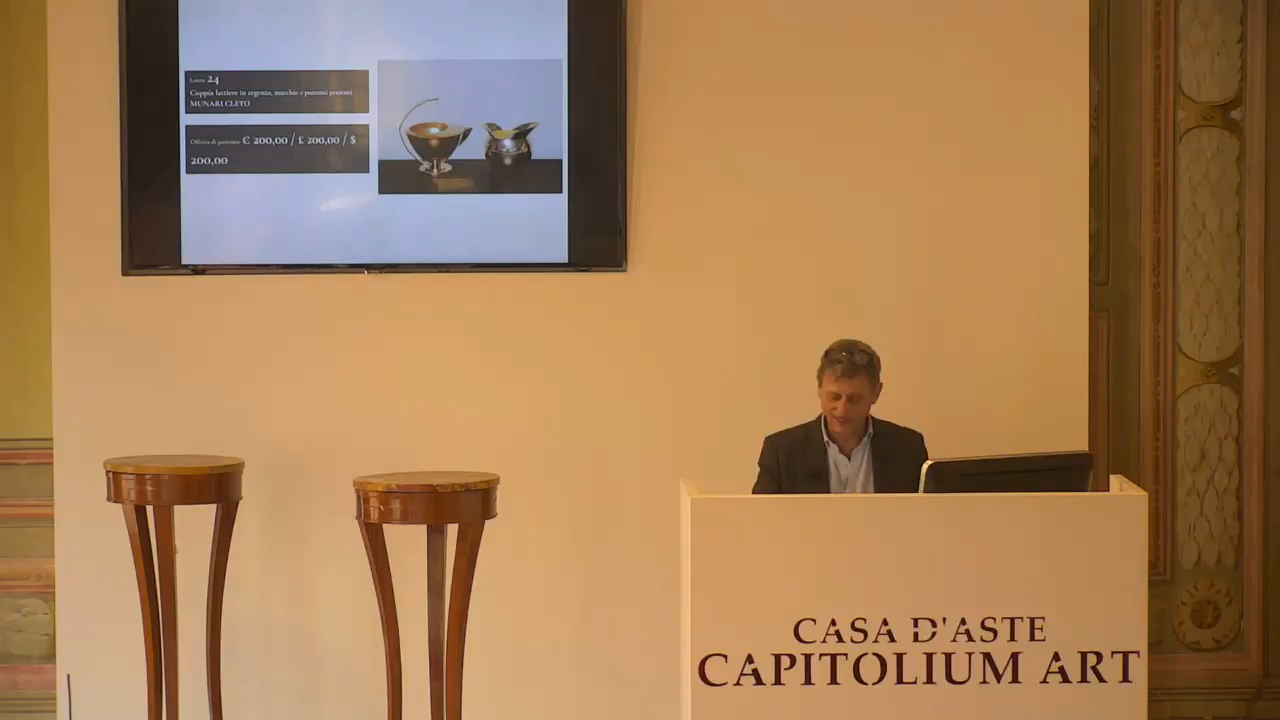 Lotto 24
Coppia lattiere in argento, marchio e punzoni presenti
MUNARI CLETO
Offerta di partenza € 200,00 / £ 200,00 / $
200,00
CASA D'ASTE
CAPITOLIUM ART